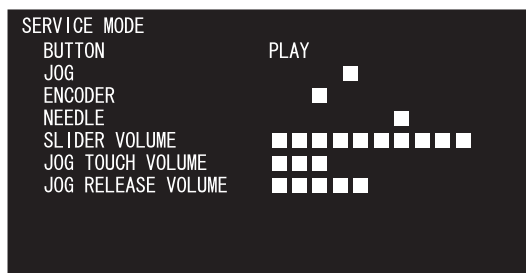 SERVICE MODE
BUTTON PLAY
JOG
ENCODER
NEEDLE
SLIDER VOLUME
JOG TOUCH VOLUME
JOG RELEASE VOLUME